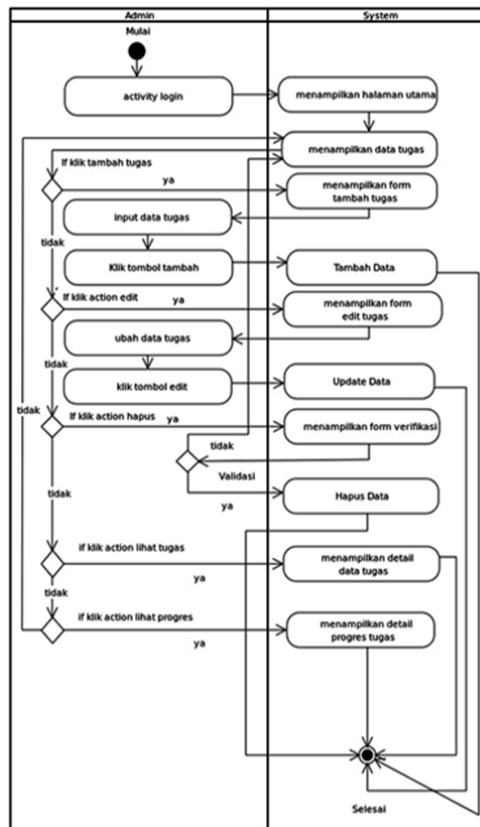 Admin
System
Mulai
activity login
menampilkan halaman utama
menampilkan data tugas
If klik tambah tugas
ya
menampilkan form
tambah tugas
input data tugas
tidak
Klik tombol tambah
Tambah Data
If klik action edit
ya
menampilkan form
edit tugas
ubah data tugas
tidak
klik tombol edit
Update Data
tidak
If klik action hapus
ya
menampilkan form verifikasi
tidak
Validasi
tidak
ya
Hapus Data
if klik action lihat tugas
ya
menampilkan detail
data tugas
tidak
if klik action lihat progres
ya
menampilkan detail
progres tugas
Selesai